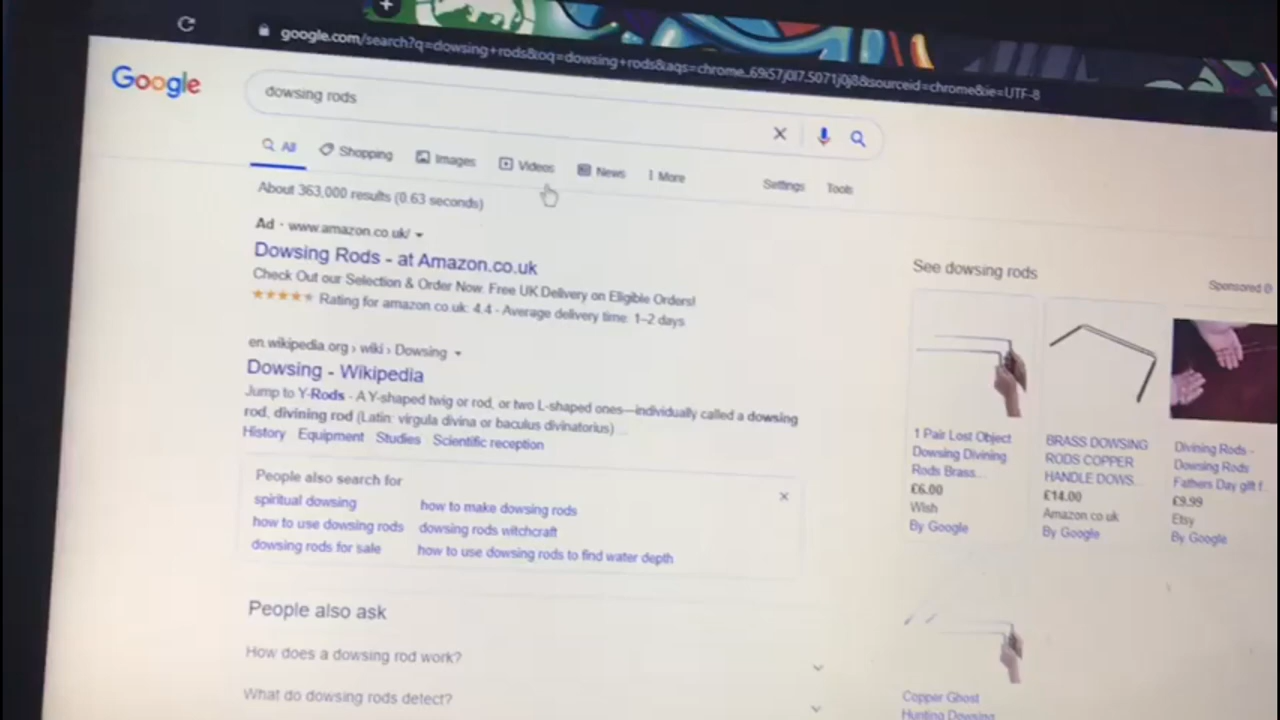 google.com/search?q=dowsing+rods&oq=dowsing+rods&aqs=chrome..69i57j0l7.5071j0j8&sourceid=chrome&ie=UTF-8
Google
dowsing rods
All Shopping Images Videos News More Settings Tools
About 363,000 results (0.63 seconds)
Ad · www.amazon.co.uk/
Dowsing Rods - at Amazon.co.uk
Check Out our Selection & Order Now. Free UK Delivery on Eligible Orders!
Rating for amazon.co.uk: 4.4 - Average delivery time: 1–2 days
en.wikipedia.org › wiki › Dowsing
Dowsing - Wikipedia
Jump to Y-Rods - A Y-shaped twig or rod, or two L-shaped ones—individually called a dowsing
rod, divining rod (Latin: virgula divina or baculus divinatorius) ...
History Equipment Studies Scientific reception
People also search for
spiritual dowsing how to make dowsing rods
how to use dowsing rods dowsing rods witchcraft
dowsing rods for sale how to use dowsing rods to find water depth
People also ask
How does a dowsing rod work?
What do dowsing rods detect?
See dowsing rods
Sponsored
1 Pair Lost Object
Dowsing Divining
Rods Brass...
£6.00
Wish
By Google
BRASS DOWSING
RODS COPPER
HANDLE DOWS...
£14.00
Amazon.co.uk
By Google
Divining Rods -
Dowsing Rods
Fathers Day gift f...
£9.99
Etsy
By Google
Copper Ghost
Hunting Dowsing